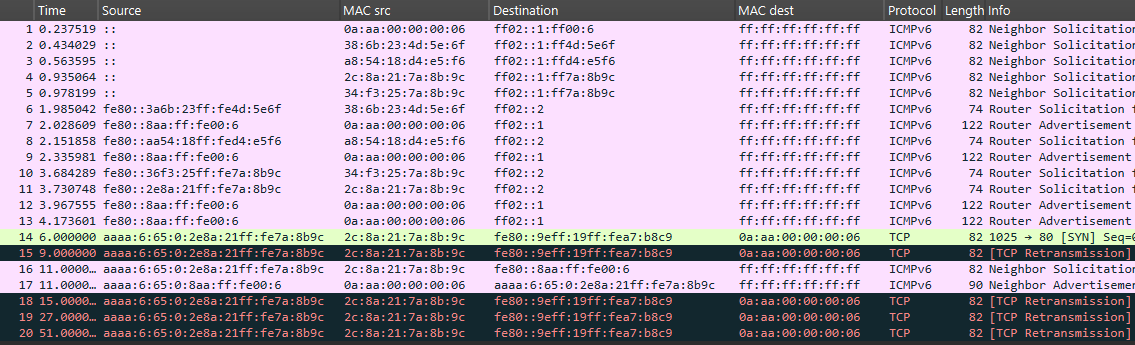 Time Source MAC src Destination MAC dest Protocol Length Info
1 0.237519 :: 0a:aa:00:00:00:06 ff02::1:ff00:6 ff:ff:ff:ff:ff:ff ICMPv6 82 Neighbor Solicitation
2 0.434029 :: 38:6b:23:4d:5e:6f ff02::1:ff4d:5e6f ff:ff:ff:ff:ff:ff ICMPv6 82 Neighbor Solicitation
3 0.563595 :: a8:54:18:d4:e5:f6 ff02::1:ffd4:e5f6 ff:ff:ff:ff:ff:ff ICMPv6 82 Neighbor Solicitation
4 0.935064 :: 2c:8a:21:7a:8b:9c ff02::1:ff7a:8b9c ff:ff:ff:ff:ff:ff ICMPv6 82 Neighbor Solicitation
5 0.978199 :: 34:f3:25:7a:8b:9c ff02::1:ff7a:8b9c ff:ff:ff:ff:ff:ff ICMPv6 82 Neighbor Solicitation
6 1.985042 fe80::3a6b:23ff:fe4d:5e6f 38:6b:23:4d:5e:6f ff02::2 ff:ff:ff:ff:ff:ff ICMPv6 74 Router Solicitation f
7 2.028609 fe80::8aa:ff:fe00:6 0a:aa:00:00:00:06 ff02::1 ff:ff:ff:ff:ff:ff ICMPv6 122 Router Advertisement
8 2.151858 fe80::aa54:18ff:fed4:e5f6 a8:54:18:d4:e5:f6 ff02::2 ff:ff:ff:ff:ff:ff ICMPv6 74 Router Solicitation f
9 2.335981 fe80::8aa:ff:fe00:6 0a:aa:00:00:00:06 ff02::1 ff:ff:ff:ff:ff:ff ICMPv6 122 Router Advertisement
10 3.684289 fe80::36f3:25ff:fe7a:8b9c 34:f3:25:7a:8b:9c ff02::2 ff:ff:ff:ff:ff:ff ICMPv6 74 Router Solicitation f
11 3.730748 fe80::2e8a:21ff:fe7a:8b9c 2c:8a:21:7a:8b:9c ff02::2 ff:ff:ff:ff:ff:ff ICMPv6 74 Router Solicitation f
12 3.967555 fe80::8aa:ff:fe00:6 0a:aa:00:00:00:06 ff02::1 ff:ff:ff:ff:ff:ff ICMPv6 122 Router Advertisement
13 4.173601 fe80::8aa:ff:fe00:6 0a:aa:00:00:00:06 ff02::1 ff:ff:ff:ff:ff:ff ICMPv6 122 Router Advertisement
14 6.000000 aaaa:6:65:0:2e8a:21ff:fe7a:8b9c 2c:8a:21:7a:8b:9c fe80::9eff:19ff:fea7:b8c9 0a:aa:00:00:00:06 TCP 82 1025 → 80 [SYN] Seq=0
15 9.000000 aaaa:6:65:0:2e8a:21ff:fe7a:8b9c 2c:8a:21:7a:8b:9c fe80::9eff:19ff:fea7:b8c9 0a:aa:00:00:00:06 TCP 82 [TCP Retransmission]
16 11.0000… aaaa:6:65:0:2e8a:21ff:fe7a:8b9c 2c:8a:21:7a:8b:9c fe80::8aa:ff:fe00:6 0a:aa:00:00:00:06 ICMPv6 82 Neighbor Solicitation
17 11.0000… aaaa:6:65:0:8aa:ff:fe00:6 0a:aa:00:00:00:06 aaaa:6:65:0:2e8a:21ff:fe7a:8b9c 2c:8a:21:7a:8b:9c ICMPv6 90 Neighbor Advertisemen
18 15.0000… aaaa:6:65:0:2e8a:21ff:fe7a:8b9c 2c:8a:21:7a:8b:9c fe80::9eff:19ff:fea7:b8c9 0a:aa:00:00:00:06 TCP 82 [TCP Retransmission]
19 27.0000… aaaa:6:65:0:2e8a:21ff:fe7a:8b9c 2c:8a:21:7a:8b:9c fe80::9eff:19ff:fea7:b8c9 0a:aa:00:00:00:06 TCP 82 [TCP Retransmission]
20 51.0000… aaaa:6:65:0:2e8a:21ff:fe7a:8b9c 2c:8a:21:7a:8b:9c fe80::9eff:19ff:fea7:b8c9 0a:aa:00:00:00:06 TCP 82 [TCP Retransmission]